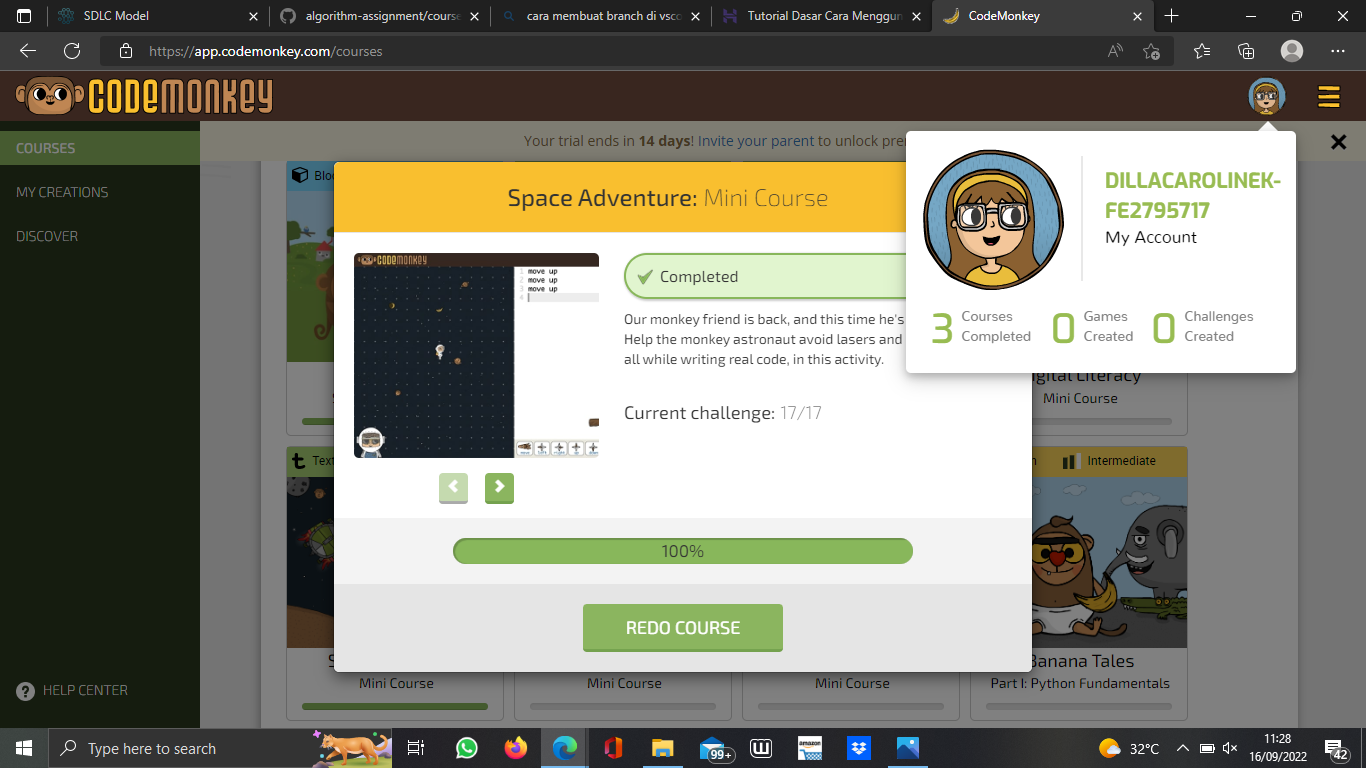 SDLC Model
algorithm-assignment/course
cara membuat branch di vsco
Tutorial Dasar Cara Menggun
CodeMonkey
https://app.codemonkey.com/courses
CODEMONKEY
COURSES
MY CREATIONS
DISCOVER
HELP CENTER
Your trial ends in 14 days! Invite your parent to unlock
DILLACAROLINEK-
FE2795717
My Account
3 Courses Completed
0 Games Created
0 Challenges Created
Space Adventure: Mini Course
CODEMONKEY
1 move up
2 move up
3 move up
4
Completed
Our monkey friend is back, and this time he's
Help the monkey astronaut avoid lasers and
all while writing real code, in this activity.
Current challenge: 17/17
100%
REDO COURSE
Digital Literacy
Mini Course
Intermediate
Mini Course
Mini Course
Mini Course
Banana Tales
Part I: Python Fundamentals
Type here to search
99+
amazon
32°C
11:28
16/09/2022
42